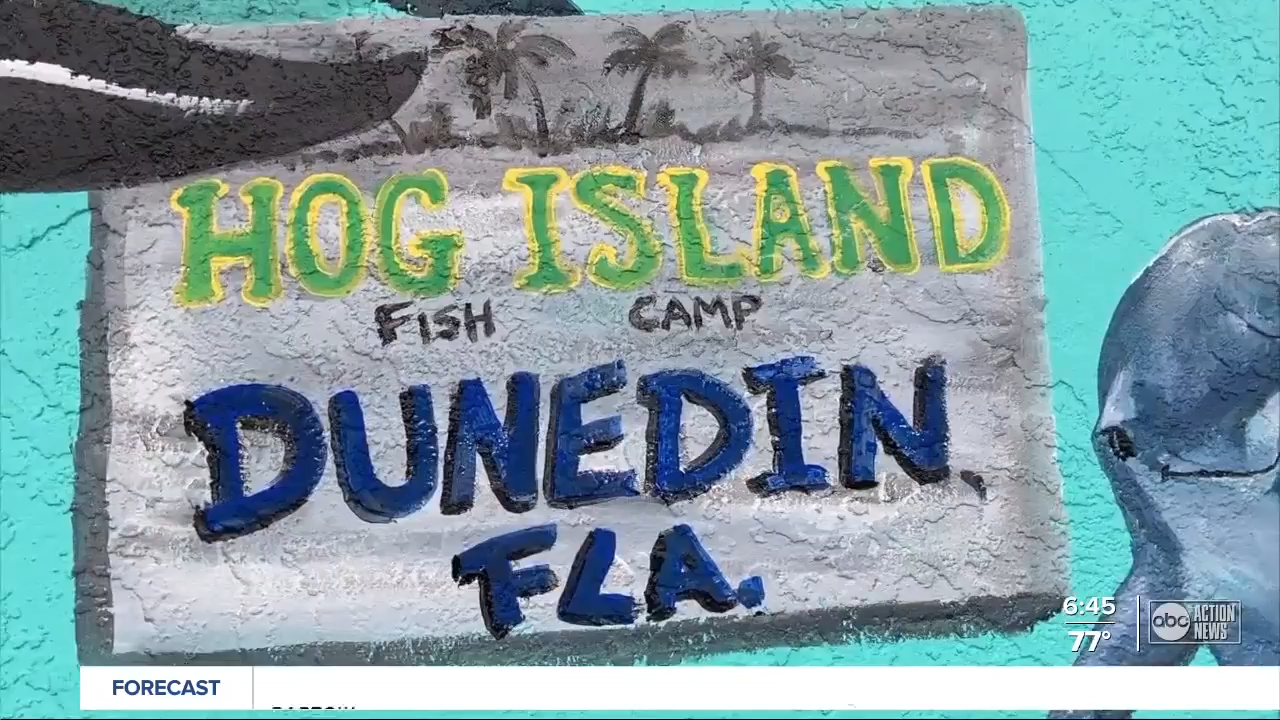 HOG ISLAND
FISH CAMP
DUNEDIN,
FLA.
6:45
77°
abc ACTION NEWS
FORECAST